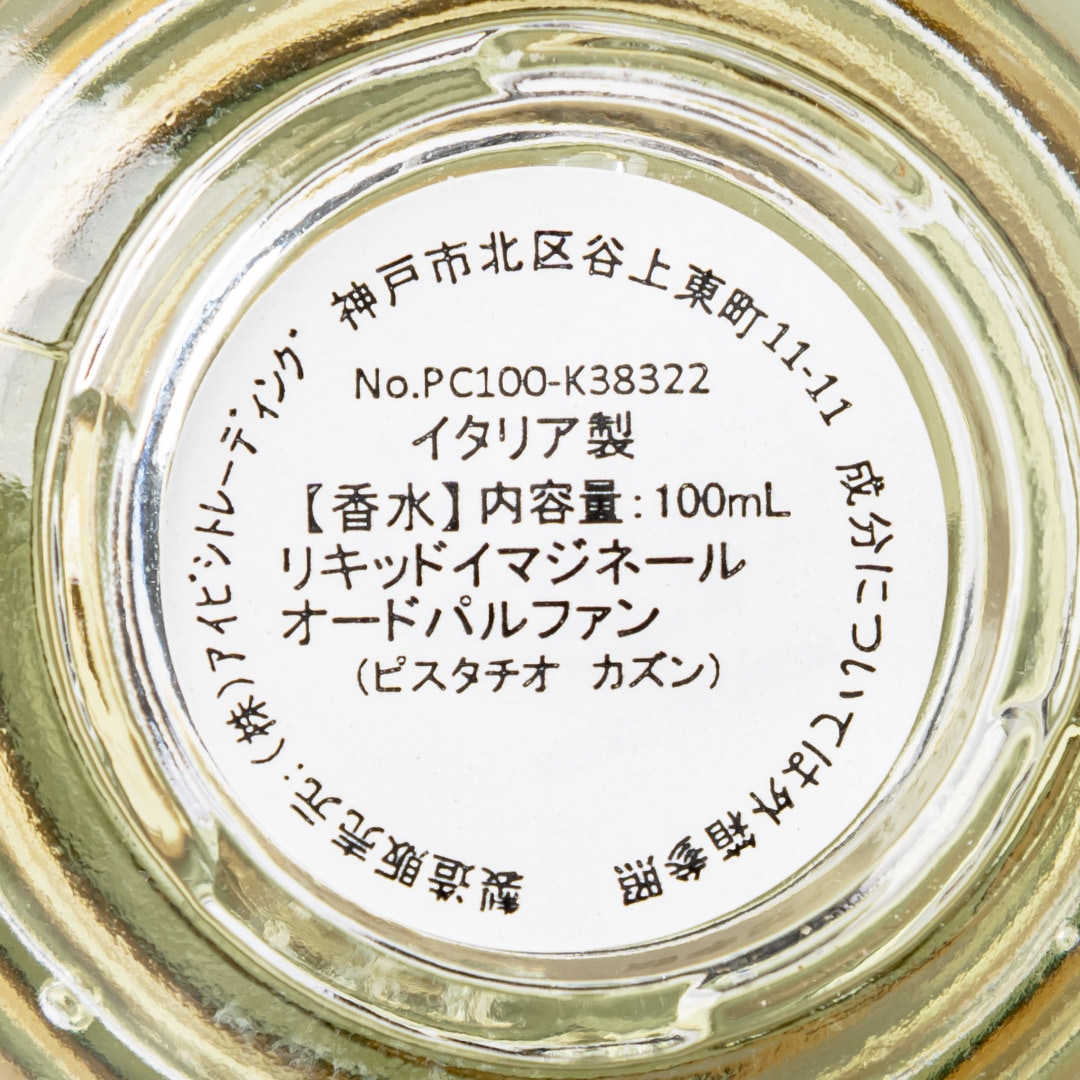 製造販売元:(株)アイビシトレーディング 神戸市北区谷上東町11-11 成分については外箱参照
No.PC100-K38322
イタリア製
【香水】内容量:100mL
リキッドイマジネール
オードパルファン
(ピスタチオ カズン)